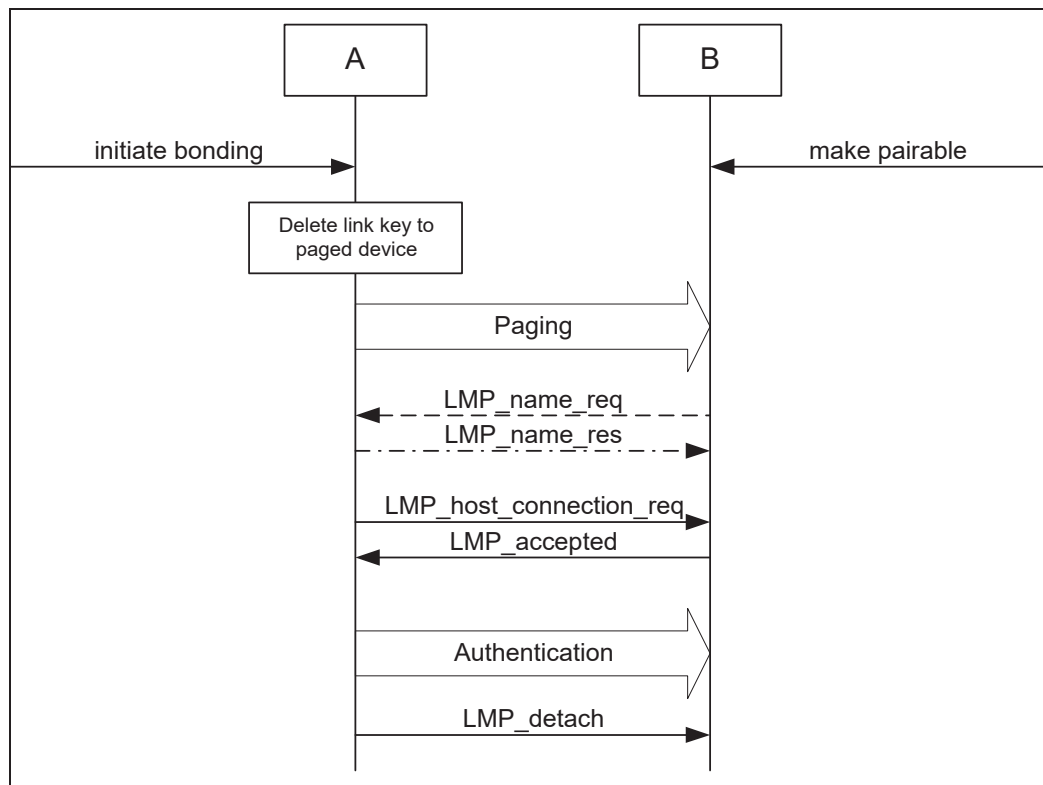 A
B
initiate bonding
make pairable
Delete link key to
paged device
Paging
LMP_name_req
LMP_name_res
LMP_host_connection_req
LMP_accepted
Authentication
LMP_detach